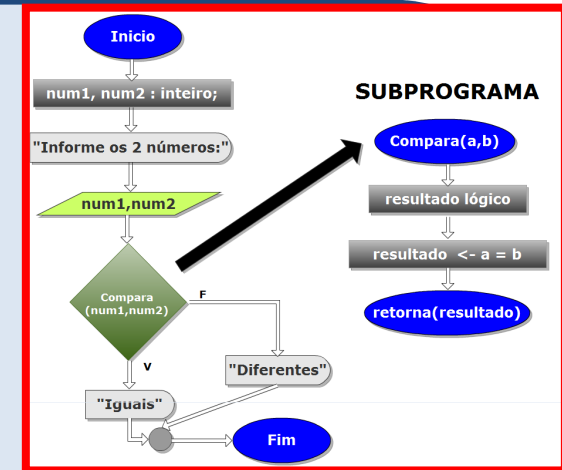 Inicio
num1, num2 : inteiro;
"Informe os 2 números:"
num1,num2
Compara
(num1,num2)
F
V
"Diferentes"
"Iguais"
Fim
SUBPROGRAMA
Compara(a,b)
resultado lógico
resultado <- a = b
retorna(resultado)